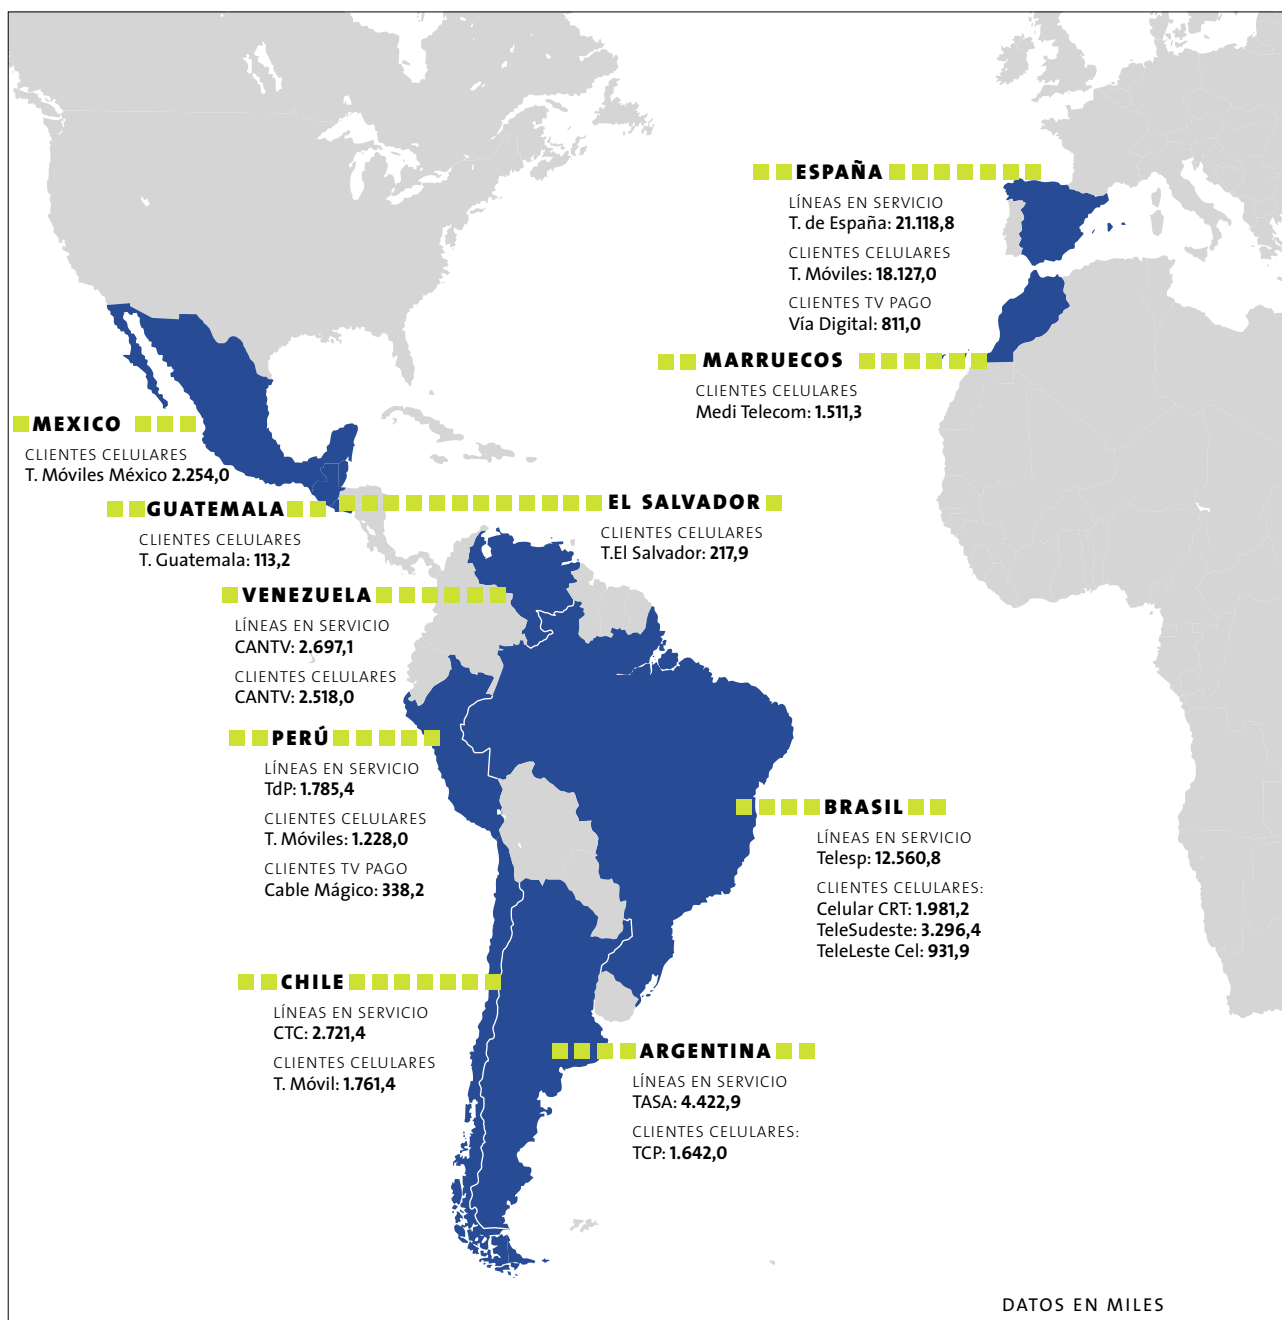 ESPAÑA
LÍNEAS EN SERVICIO
T. de España: 21.118,8
CLIENTES CELULARES
T. Móviles: 18.127,0
CLIENTES TV PAGO
Vía Digital: 811,0
MARRUECOS
CLIENTES CELULARES
Medi Telecom: 1.511,3
MEXICO
CLIENTES CELULARES
T. Móviles México 2.254,0
GUATEMALA
CLIENTES CELULARES
T. Guatemala: 113,2
EL SALVADOR
CLIENTES CELULARES
T.El Salvador: 217,9
VENEZUELA
LÍNEAS EN SERVICIO
CANTV: 2.697,1
CLIENTES CELULARES
CANTV: 2.518,0
PERÚ
LÍNEAS EN SERVICIO
TdP: 1.785,4
CLIENTES CELULARES
T. Móviles: 1.228,0
CLIENTES TV PAGO
Cable Mágico: 338,2
BRASIL
LÍNEAS EN SERVICIO
Telesp: 12.560,8
CLIENTES CELULARES:
Celular CRT: 1.981,2
TeleSudeste: 3.296,4
TeleLeste Cel: 931,9
CHILE
LÍNEAS EN SERVICIO
CTC: 2.721,4
CLIENTES CELULARES
T. Móvil: 1.761,4
ARGENTINA
LÍNEAS EN SERVICIO
TASA: 4.422,9
CLIENTES CELULARES:
TCP: 1.642,0
DATOS EN MILES